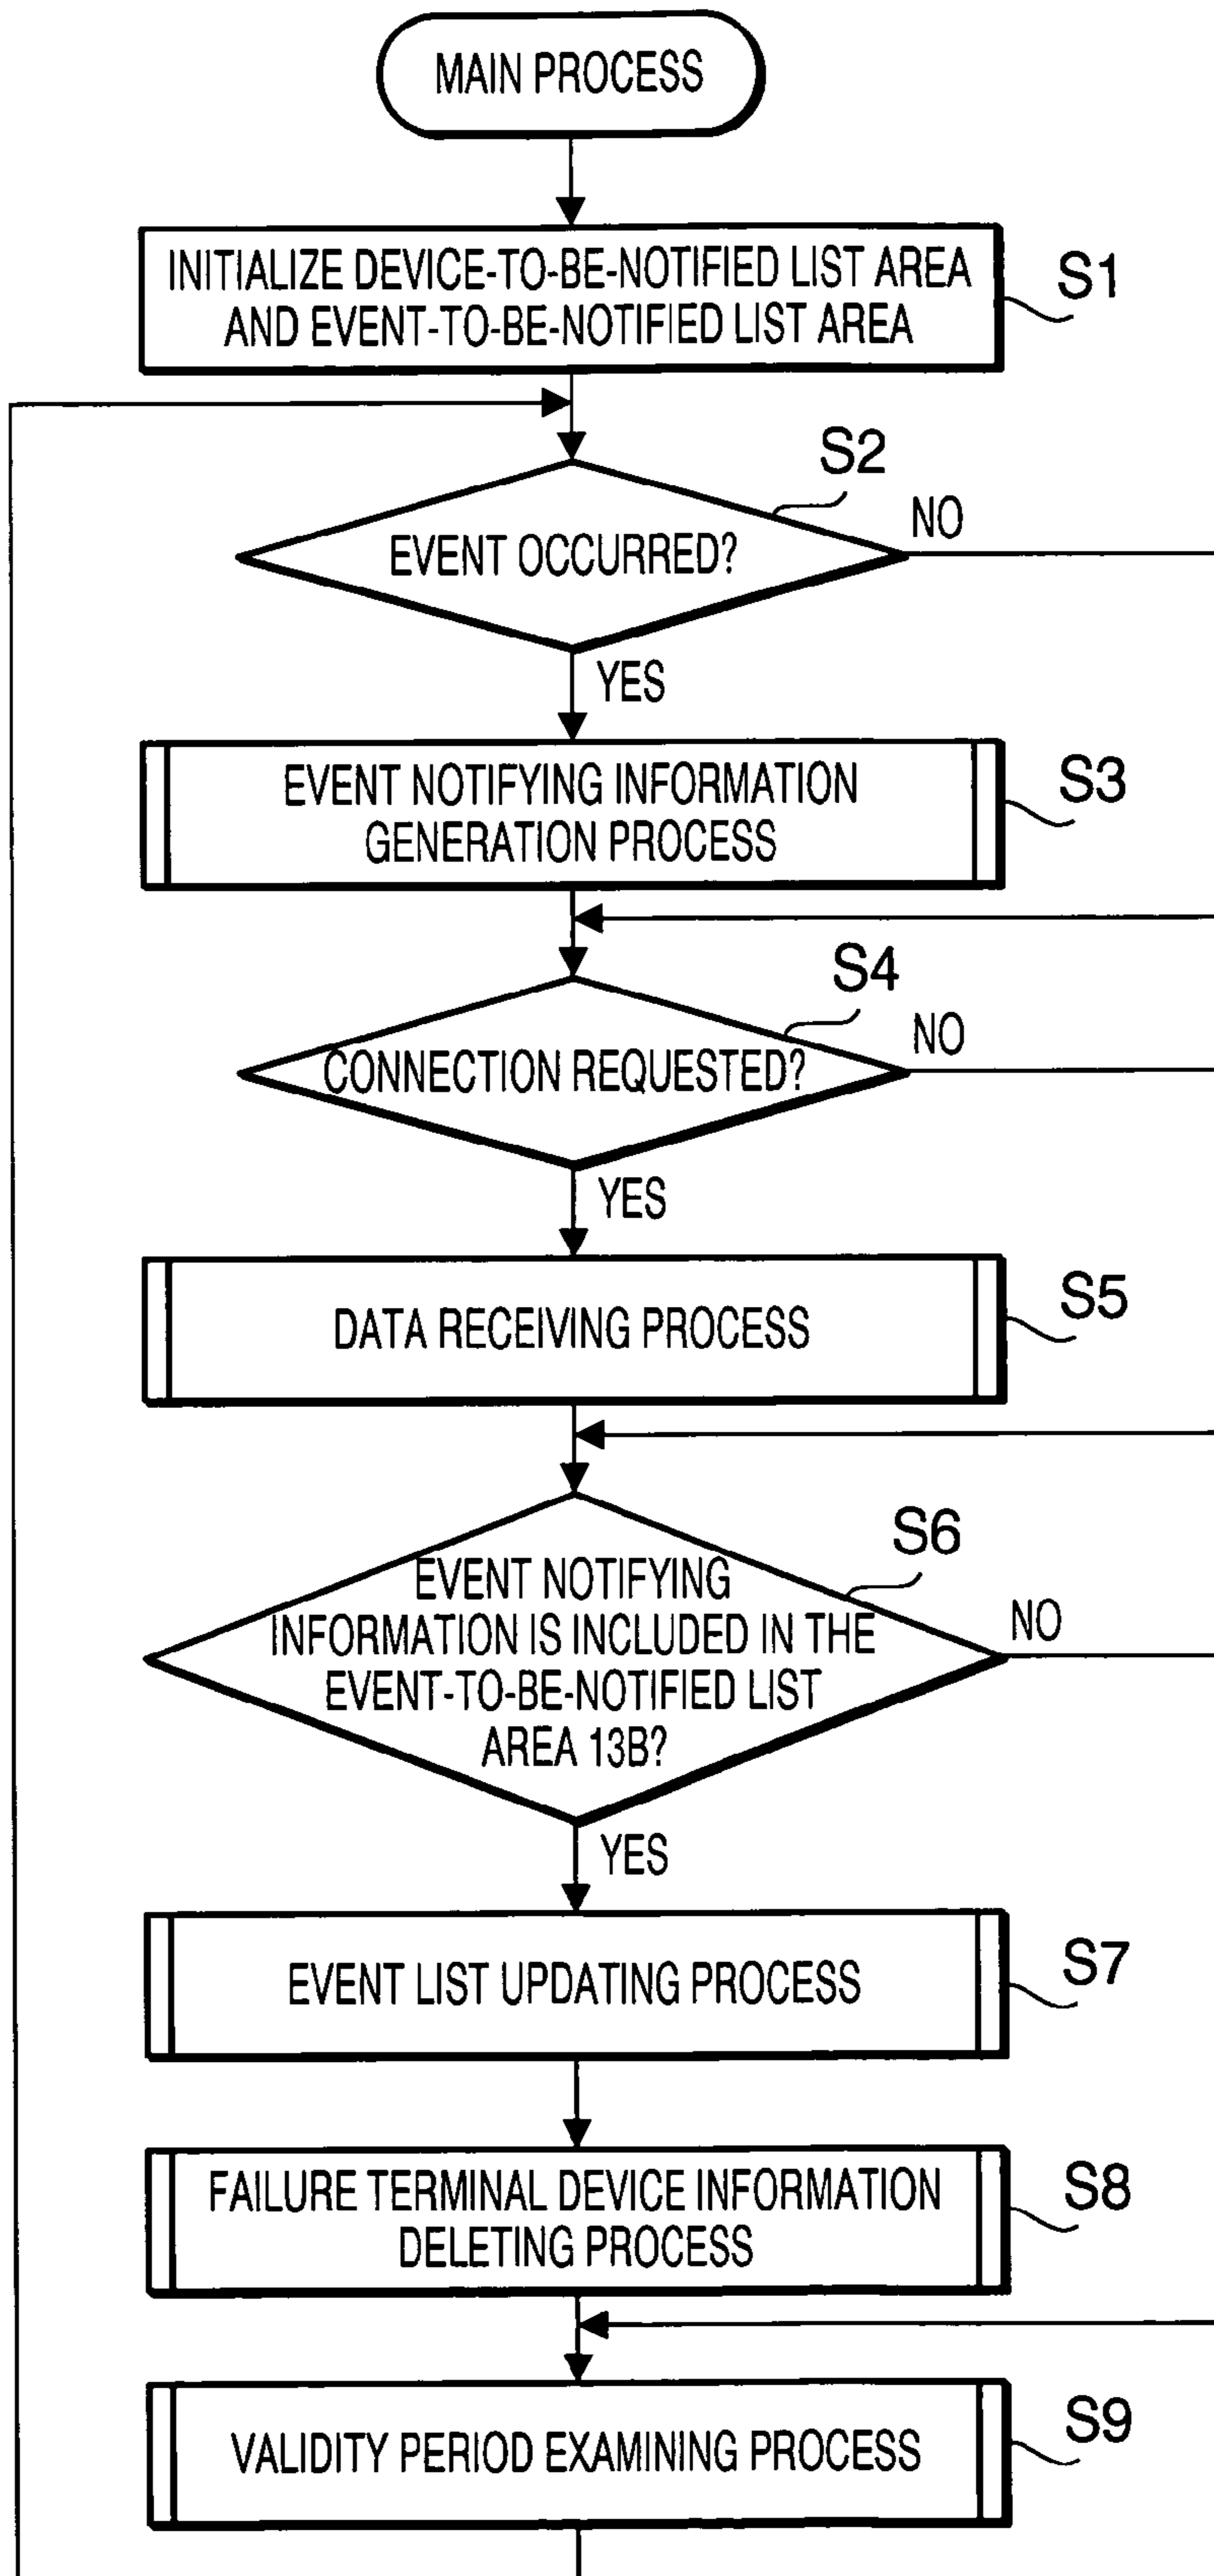 MAIN PROCESS
INITIALIZE DEVICE-TO-BE-NOTIFIED LIST AREA
AND EVENT-TO-BE-NOTIFIED LIST AREA
S1
S2
EVENT OCCURRED?
NO
YES
EVENT NOTIFYING INFORMATION
GENERATION PROCESS
S3
S4
CONNECTION REQUESTED?
NO
YES
DATA RECEIVING PROCESS
S5
S6
EVENT NOTIFYING
INFORMATION IS INCLUDED IN THE
EVENT-TO-BE-NOTIFIED LIST
AREA 13B?
NO
YES
EVENT LIST UPDATING PROCESS
S7
FAILURE TERMINAL DEVICE INFORMATION
DELETING PROCESS
S8
VALIDITY PERIOD EXAMINING PROCESS
S9